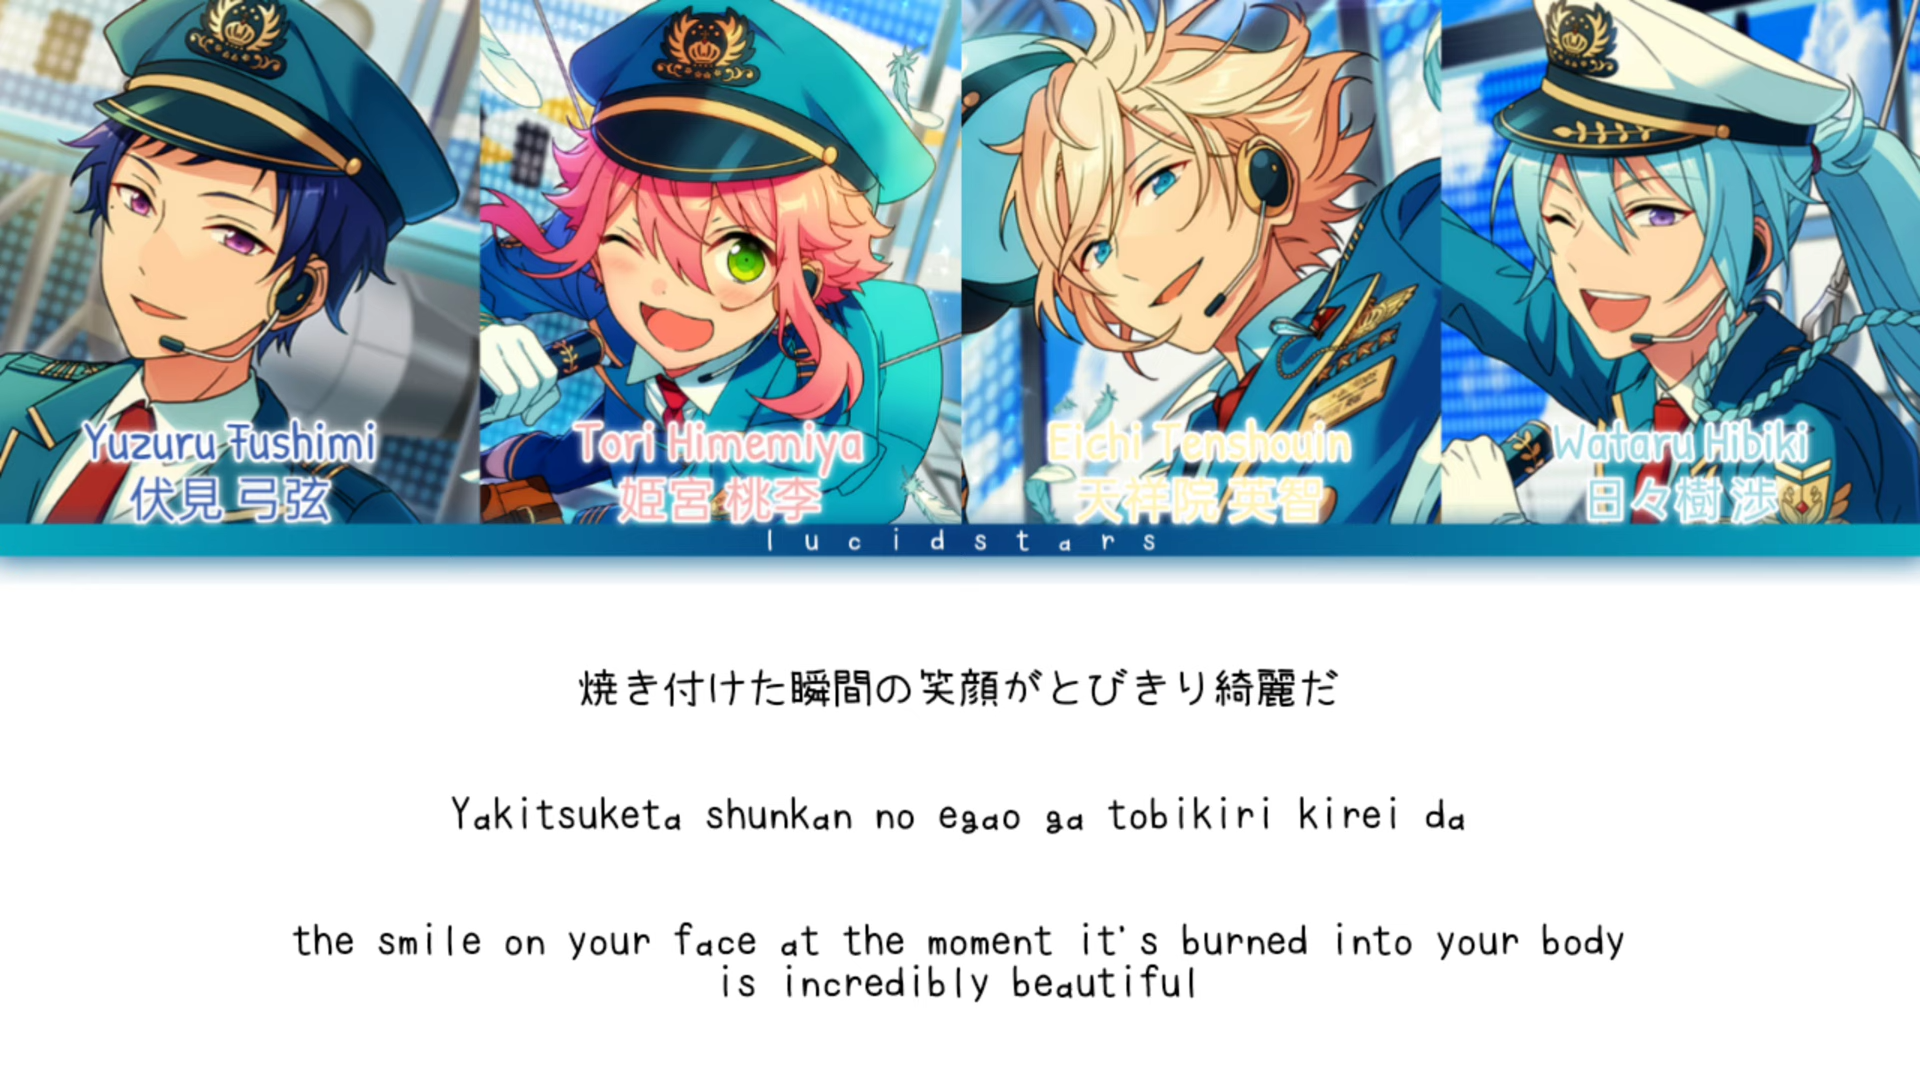 Yuzuru Fushimi
伏見 弓弦
Tori Himemiya
姫宮 桃李
Eichi Tenshouin
天祥院 英智
Wataru Hibiki
日々樹 渉
lucidstars
焼き付けた瞬間の笑顔がとびきり綺麗だ
Yakitsuketa shunkan no egao ga tobikiri kirei da
the smile on your face at the moment it's burned into your body
is incredibly beautiful